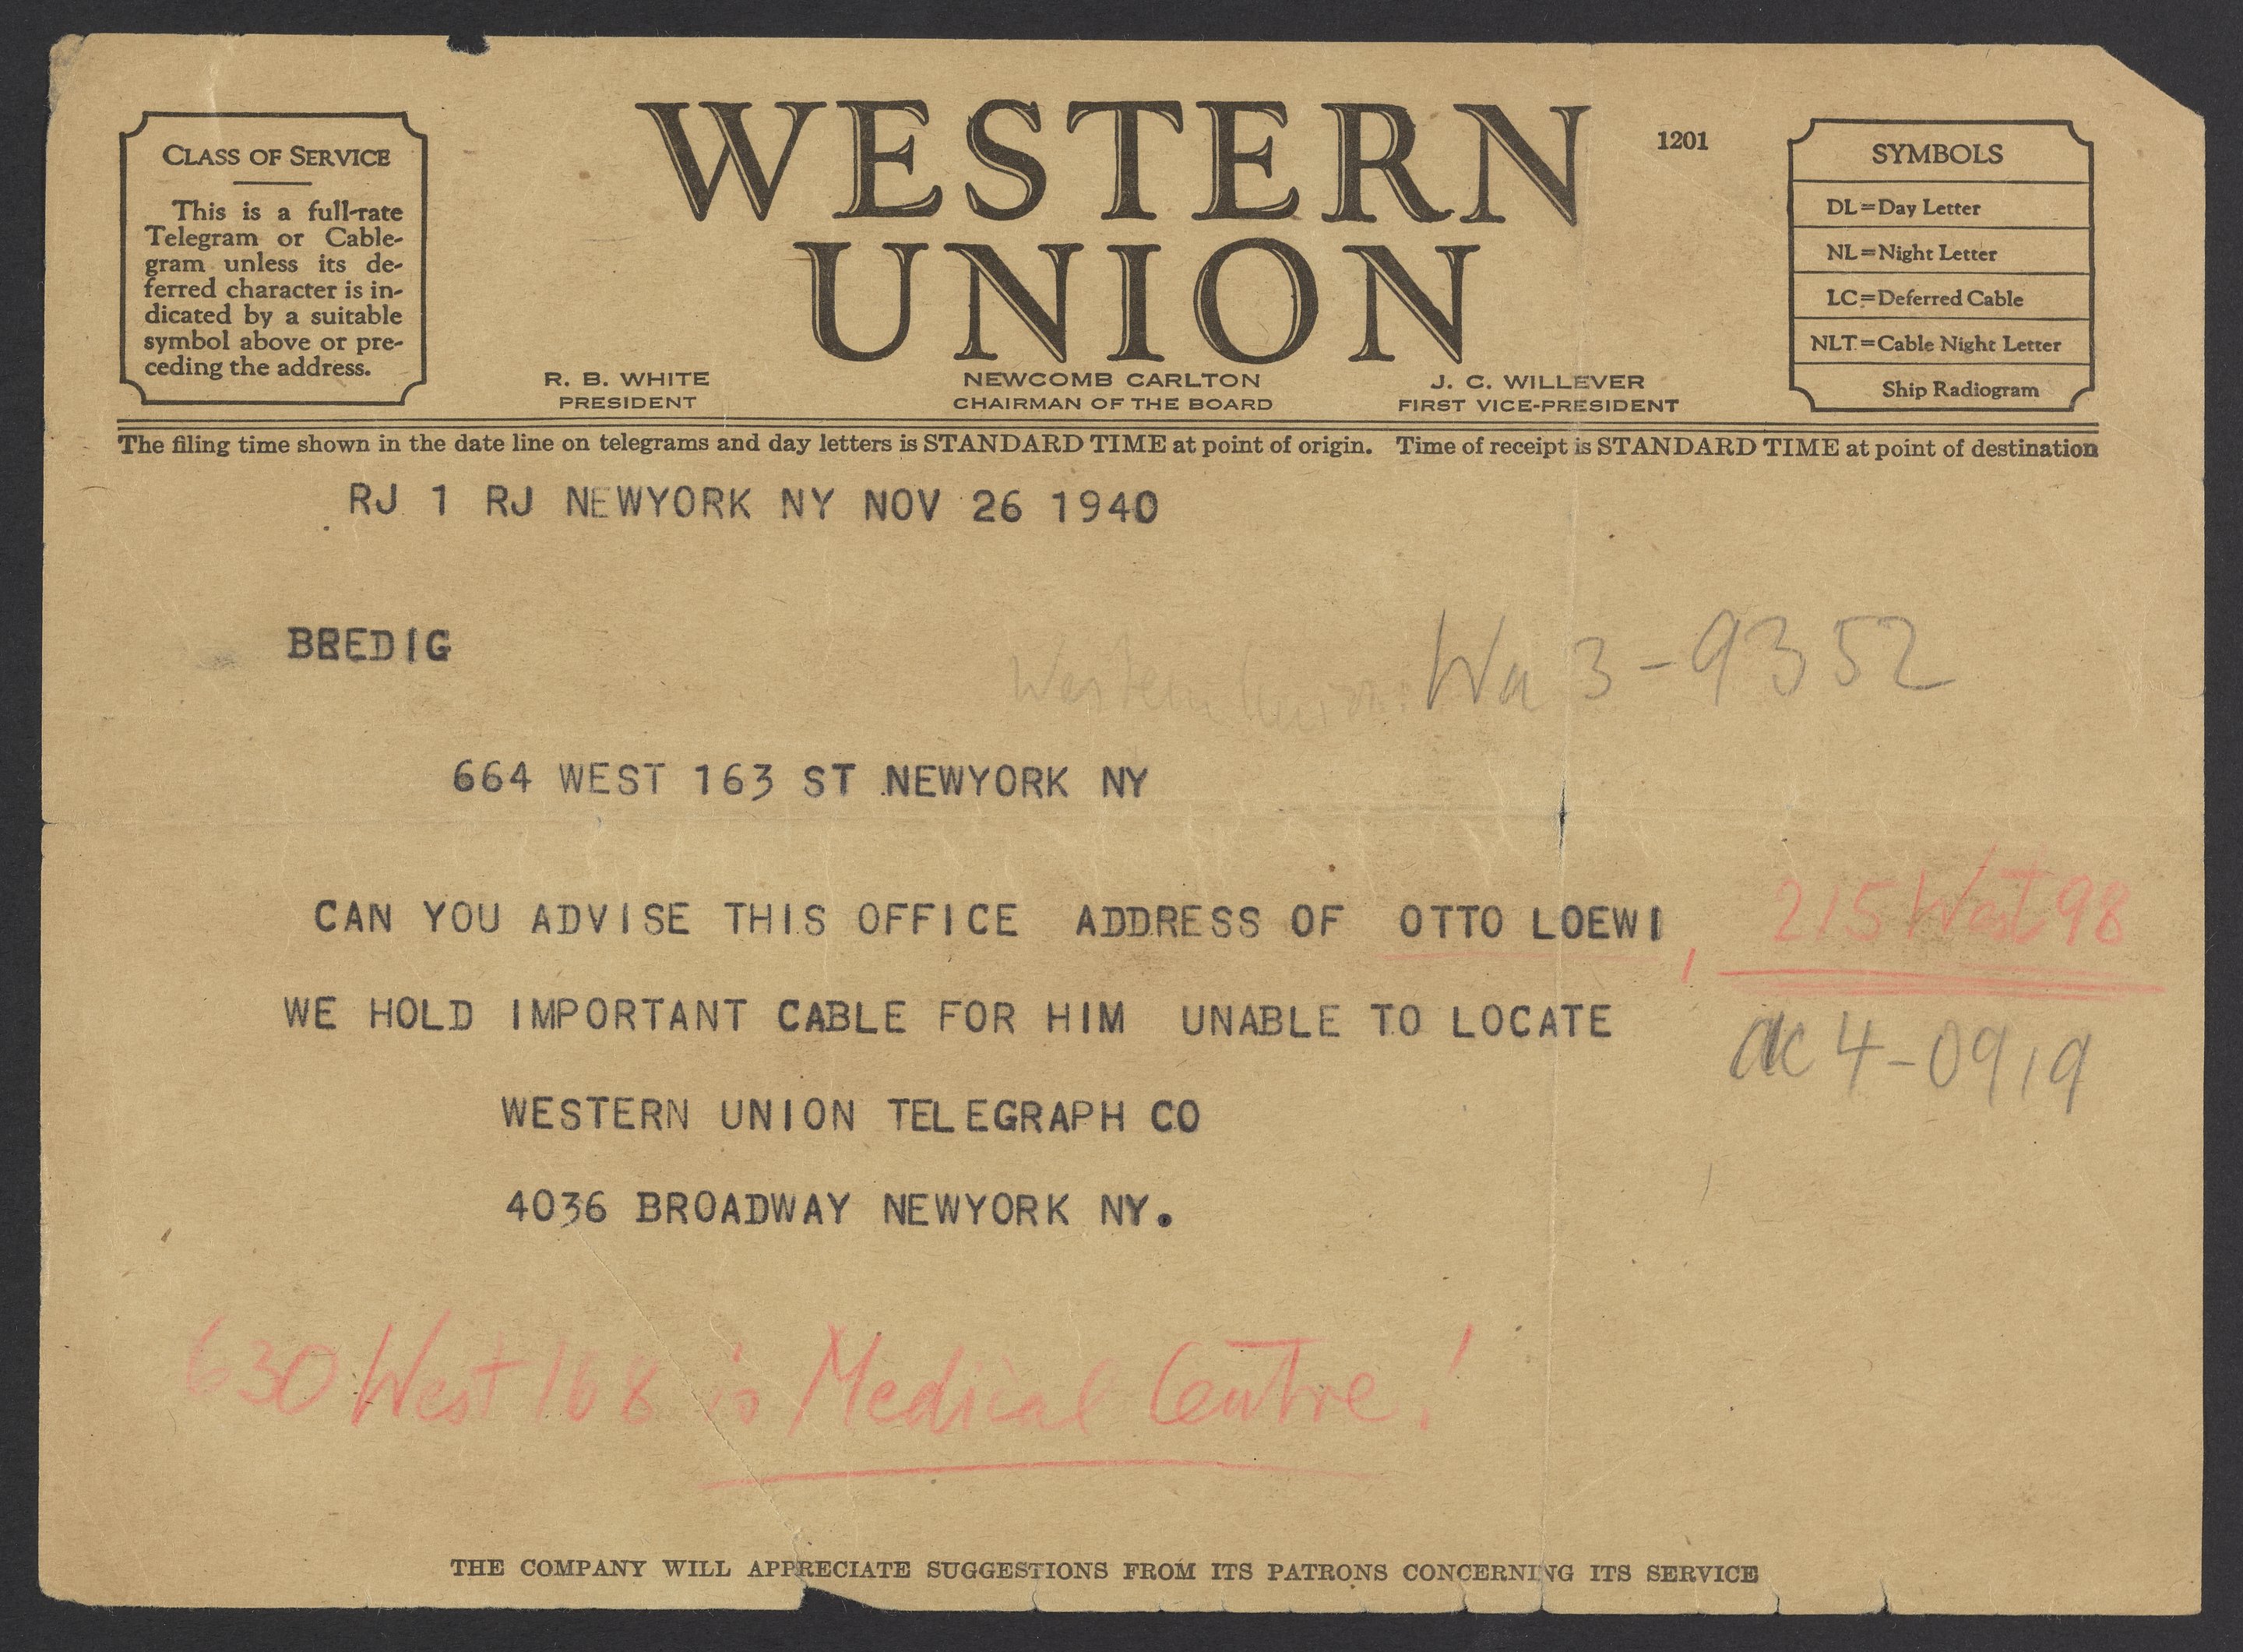 CLASS OF SERVICE
This is a full-rate
Telegram or Cable-
gram unless its de-
ferred character is in-
dicated by a suitable
symbol above or pre-
ceding the address.
WESTERN
UNION
1201
SYMBOLS
DL=Day Letter
NL=Night Letter
LC=Deferred Cable
NLT=Cable Night Letter
Ship Radiogram
R. B. WHITE
PRESIDENT
NEWCOMB CARLTON
CHAIRMAN OF THE BOARD
J. C. WILLEVER
FIRST VICE-PRESIDENT
The filing time shown in the date line on telegrams and day letters is STANDARD TIME at point of origin. Time of receipt is STANDARD TIME at point of destination
RJ 1 RJ NEWYORK NY NOV 26 1940
BREDIG
Western Union: Wa 3-9352
664 WEST 163 ST NEWYORK NY
CAN YOU ADVISE THIS OFFICE ADDRESS OF OTTO LOEWI, 215 West 98
WE HOLD IMPORTANT CABLE FOR HIM UNABLE TO LOCATE
ac 4-0919
WESTERN UNION TELEGRAPH CO
4036 BROADWAY NEWYORK NY.
630 West 168 is Medical Centre!
THE COMPANY WILL APPRECIATE SUGGESTIONS FROM ITS PATRONS CONCERNING ITS SERVICE